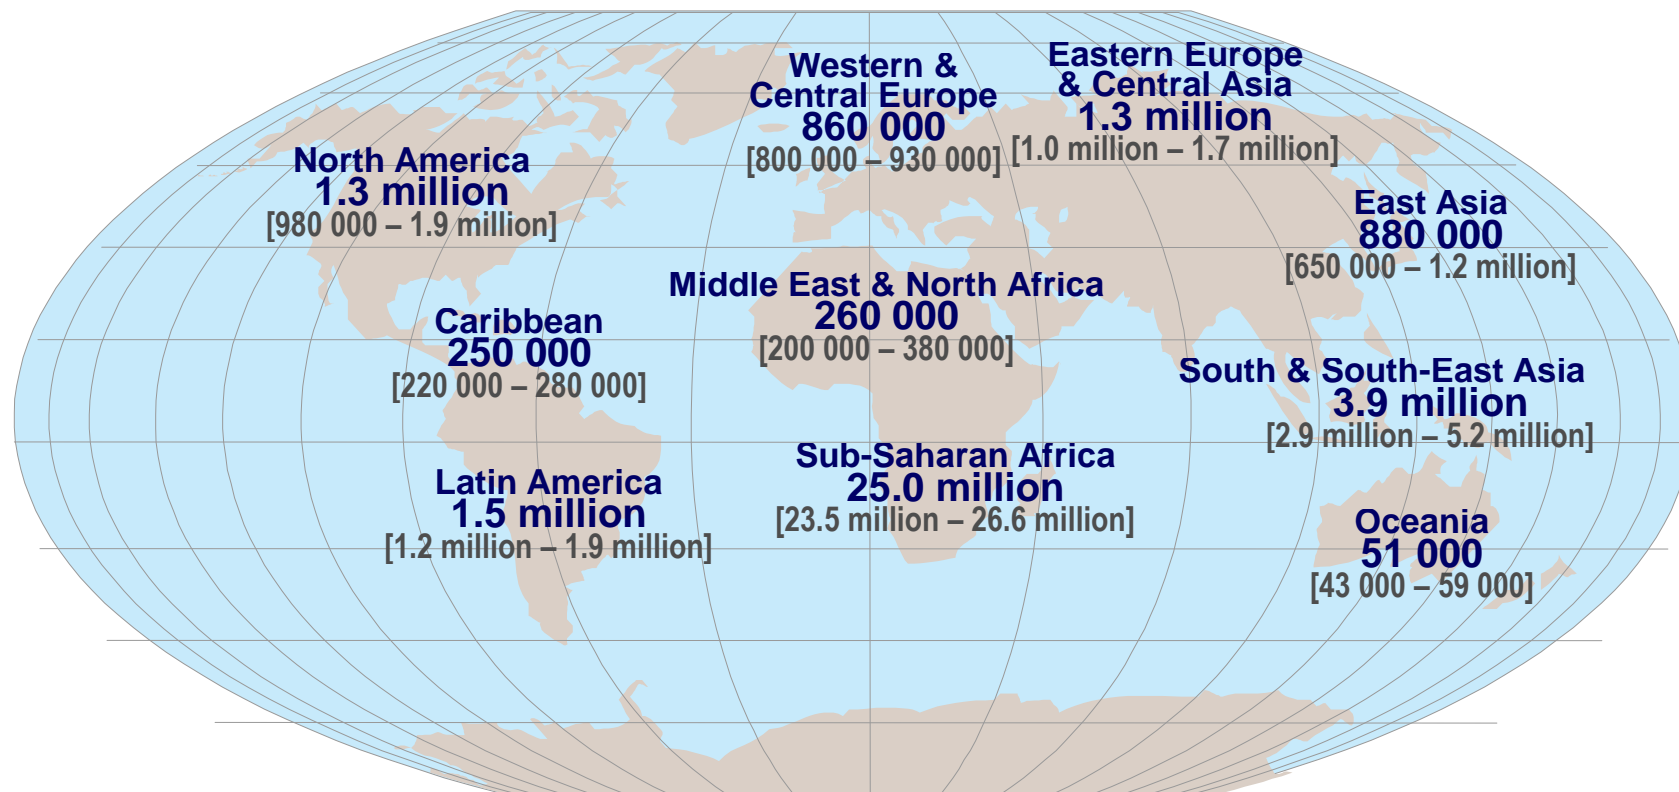 Western &
Central Europe
860 000
[800 000 – 930 000]
Eastern Europe
& Central Asia
1.3 million
[1.0 million – 1.7 million]
North America
1.3 million
[980 000 – 1.9 million]
East Asia
880 000
[650 000 – 1.2 million]
Middle East & North Africa
260 000
[200 000 – 380 000]
Caribbean
250 000
[220 000 – 280 000]
South & South-East Asia
3.9 million
[2.9 million – 5.2 million]
Sub-Saharan Africa
25.0 million
[23.5 million – 26.6 million]
Latin America
1.5 million
[1.2 million – 1.9 million]
Oceania
51 000
[43 000 – 59 000]